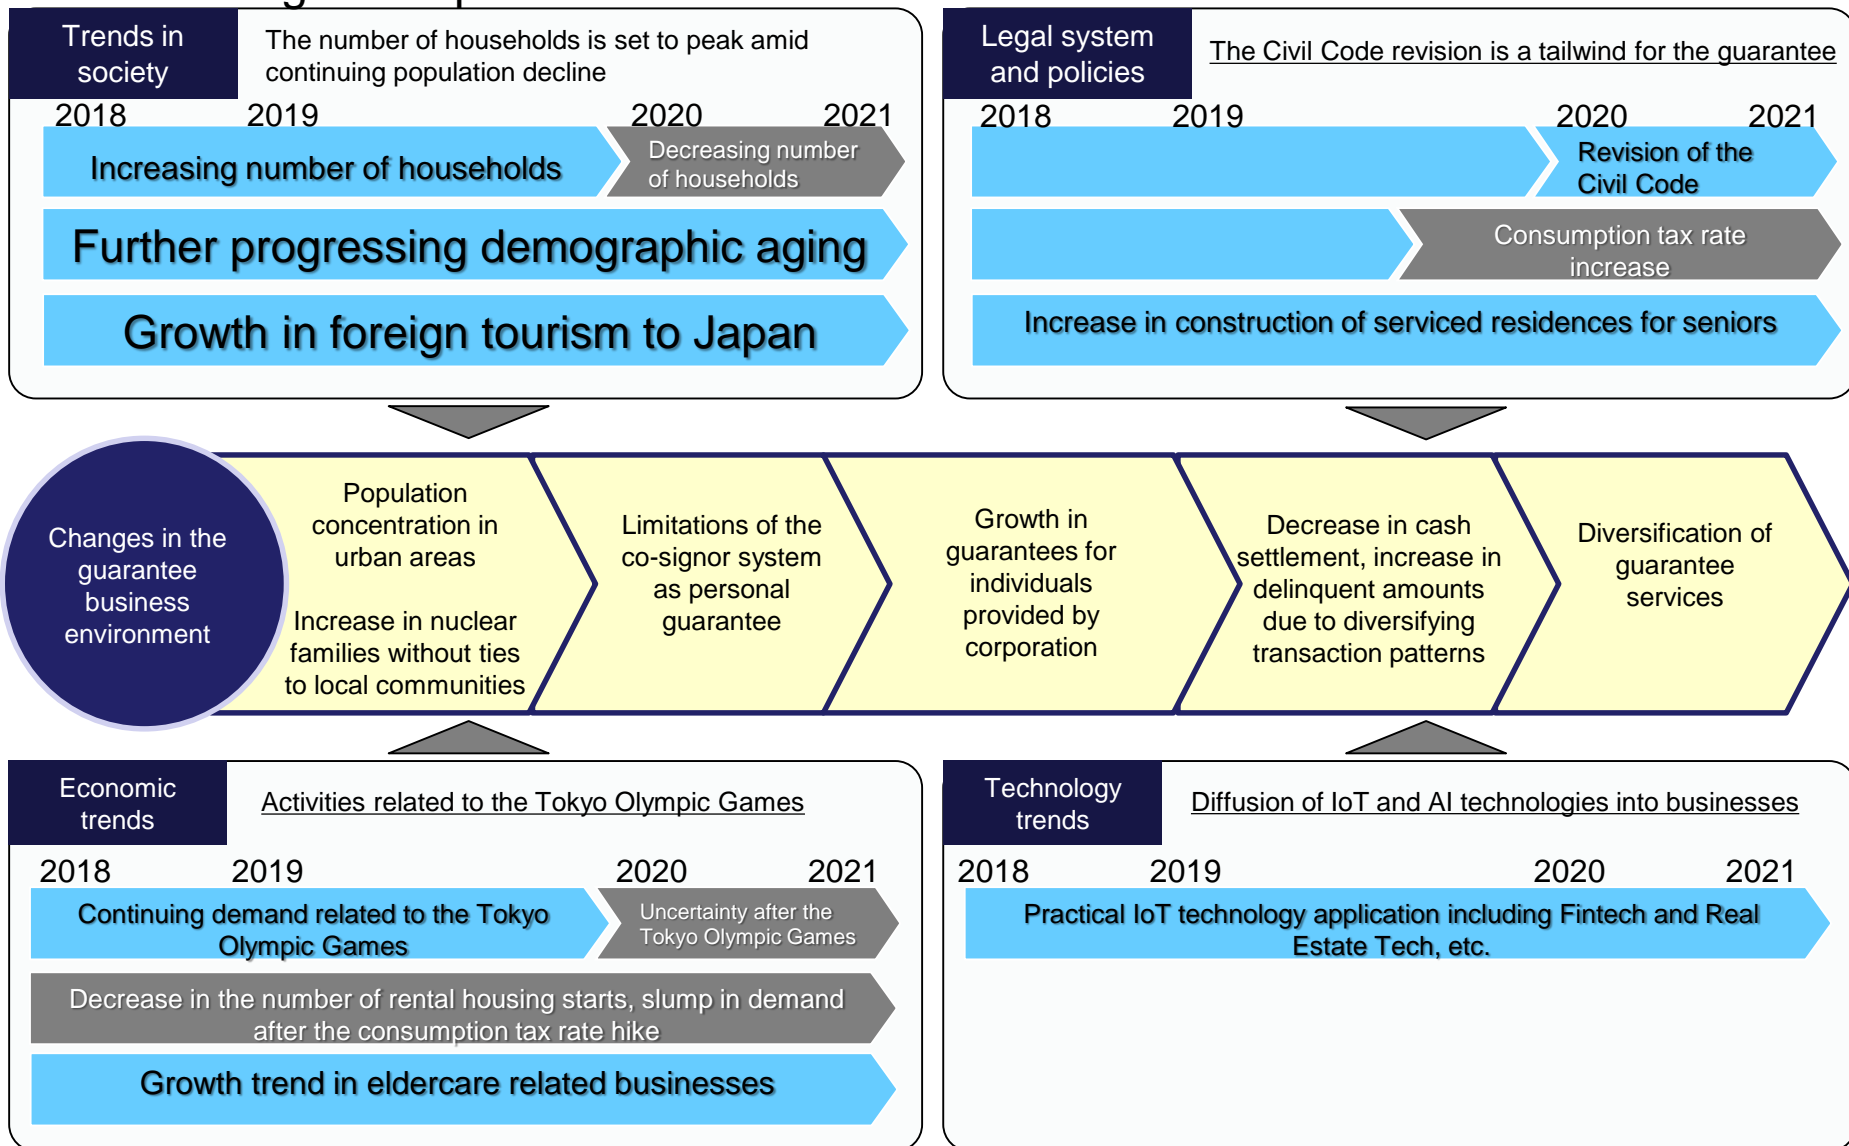 Trends in
society
The number of households is set to peak amid
continuing population decline
2018 2019 2020 2021
Increasing number of households
Decreasing number
of households
Further progressing demographic aging
Growth in foreign tourism to Japan
Legal system
and policies
The Civil Code revision is a tailwind for the guarantee
2018 2019 2020 2021
Revision of the
Civil Code
Consumption tax rate
increase
Increase in construction of serviced residences for seniors
Changes in the
guarantee
business
environment
Population
concentration in
urban areas
Increase in nuclear
families without ties
to local communities
Limitations of the
co-signor system
as personal
guarantee
Growth in
guarantees for
individuals
provided by
corporation
Decrease in cash
settlement, increase in
delinquent amounts
due to diversifying
transaction patterns
Diversification of
guarantee
services
Economic
trends
Activities related to the Tokyo Olympic Games
2018 2019 2020 2021
Continuing demand related to the Tokyo
Olympic Games
Uncertainty after the
Tokyo Olympic Games
Decrease in the number of rental housing starts, slump in demand
after the consumption tax rate hike
Growth trend in eldercare related businesses
Technology
trends
Diffusion of IoT and AI technologies into businesses
2018 2019 2020 2021
Practical IoT technology application including Fintech and Real
Estate Tech, etc.